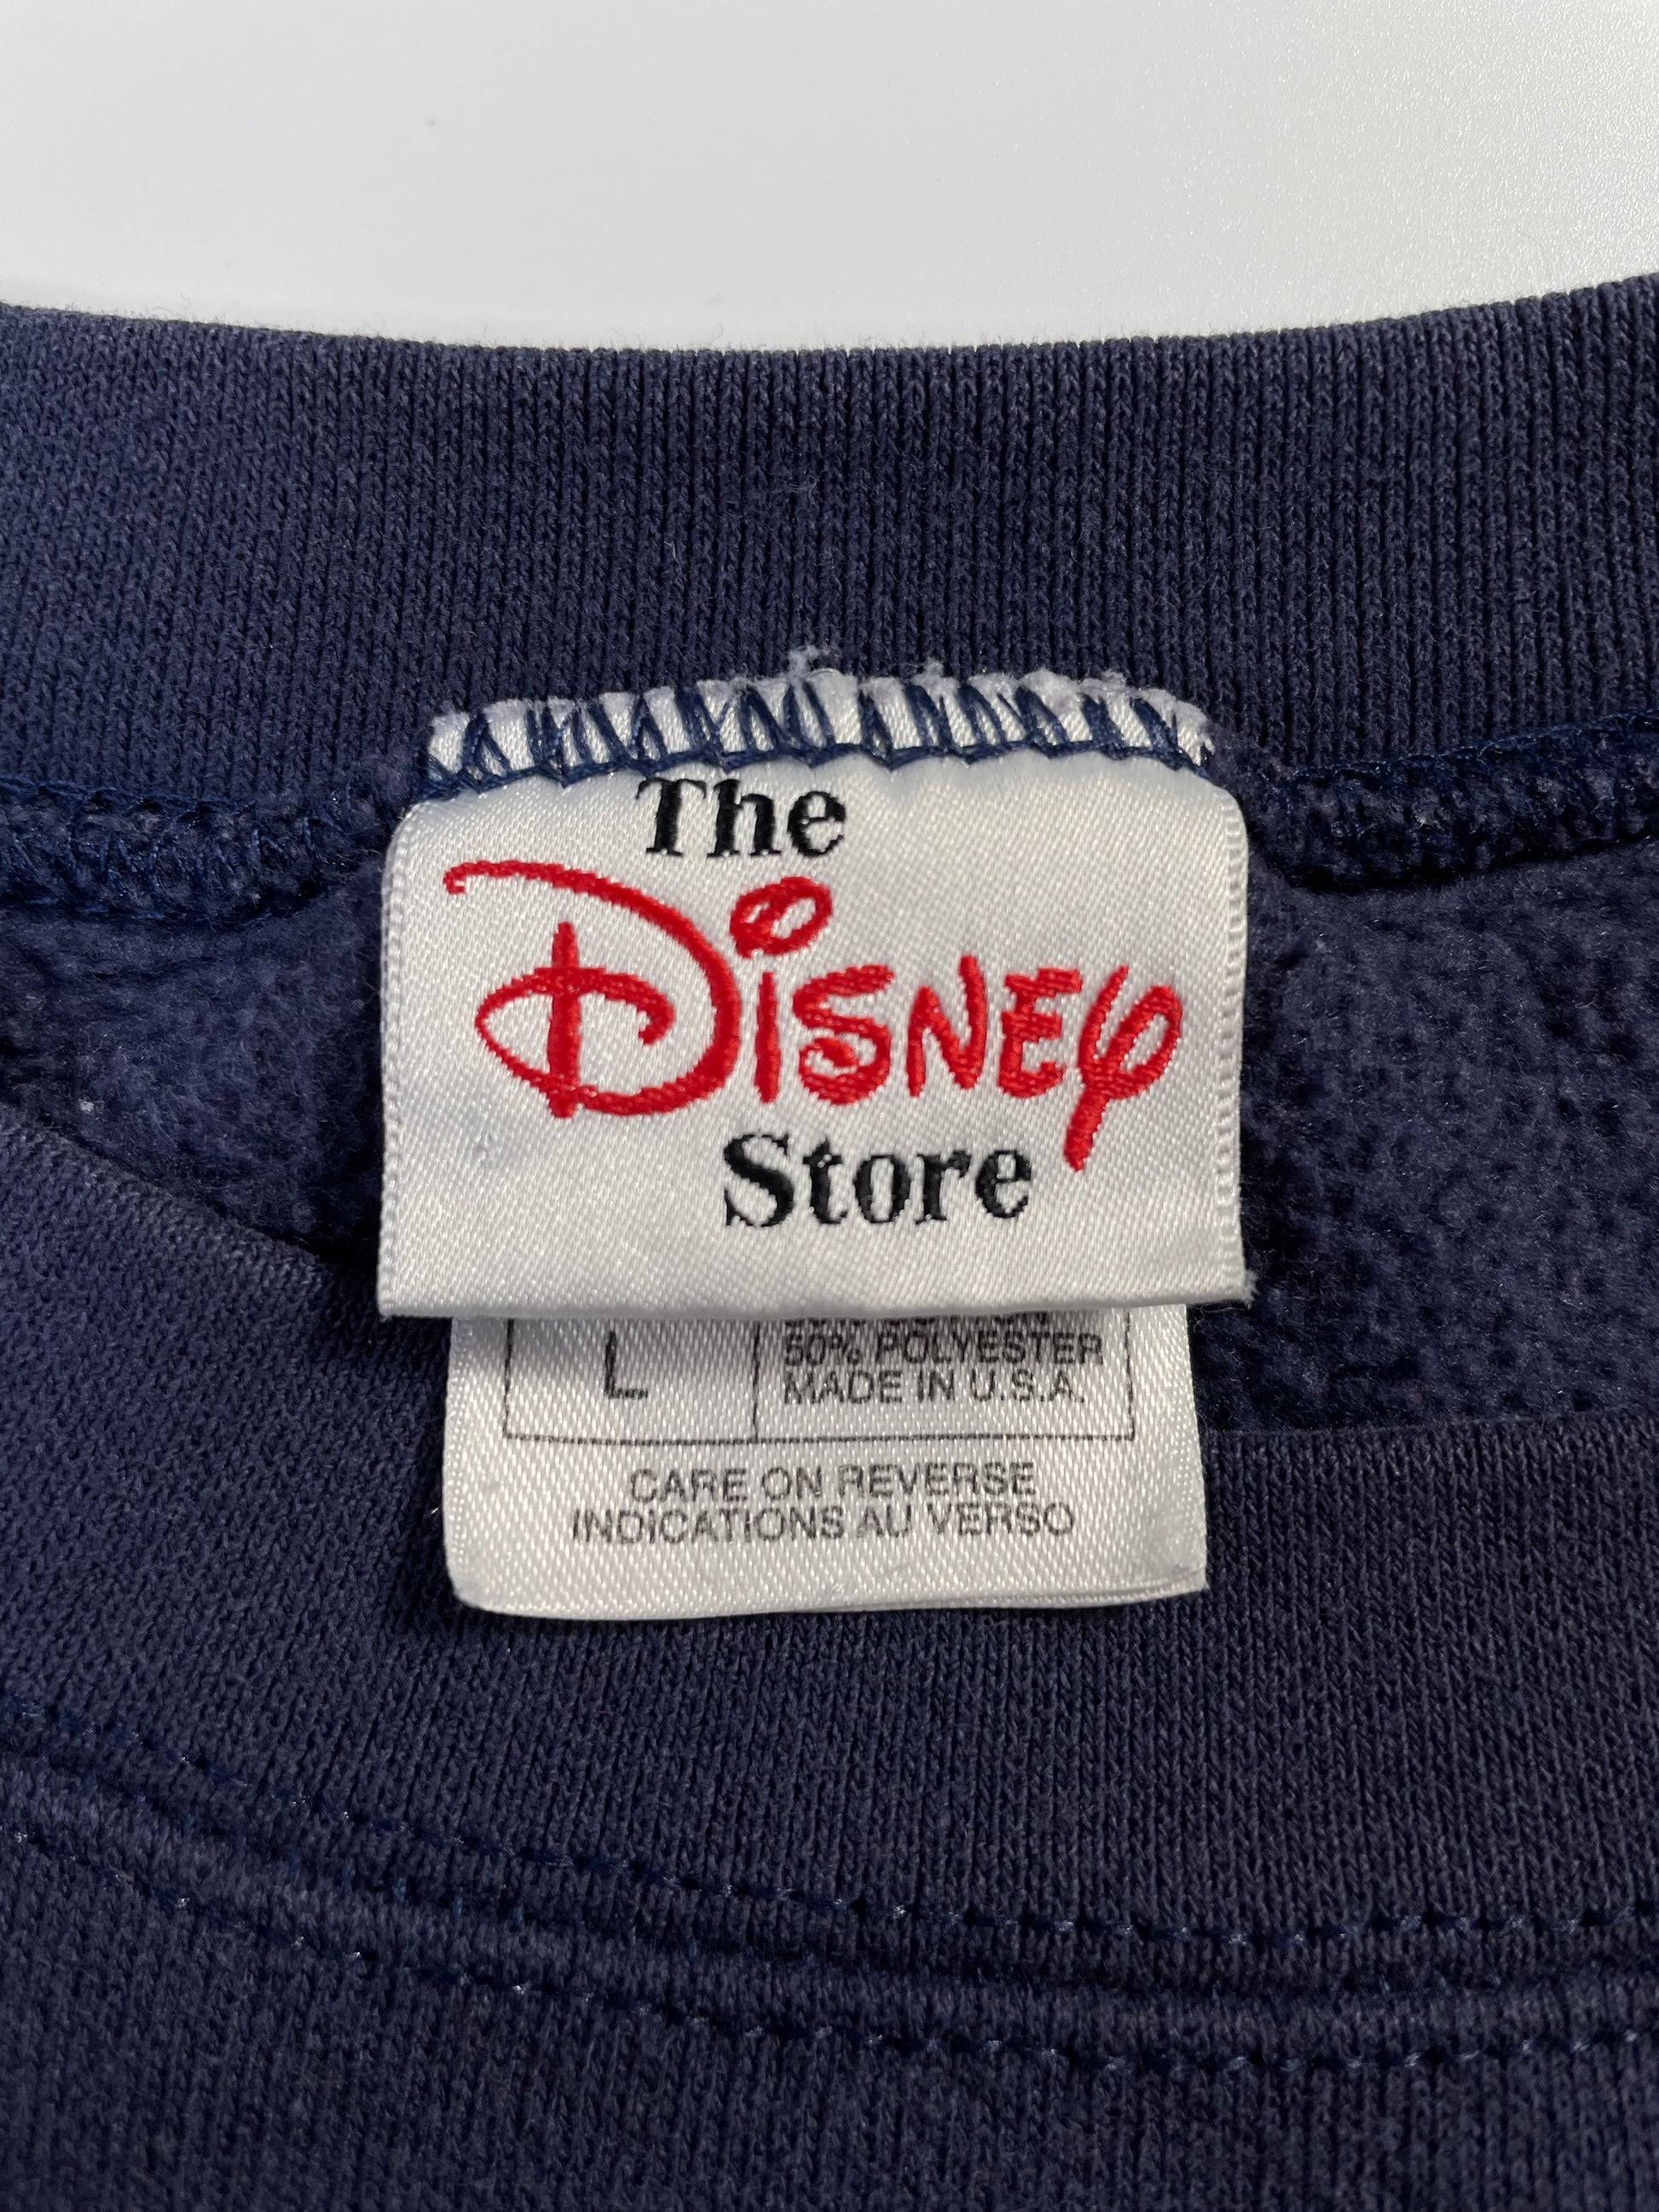 The
Disney
Store
L
50% POLYESTER
MADE IN U.S.A.
CARE ON REVERSE
INDICATIONS AU VERSO